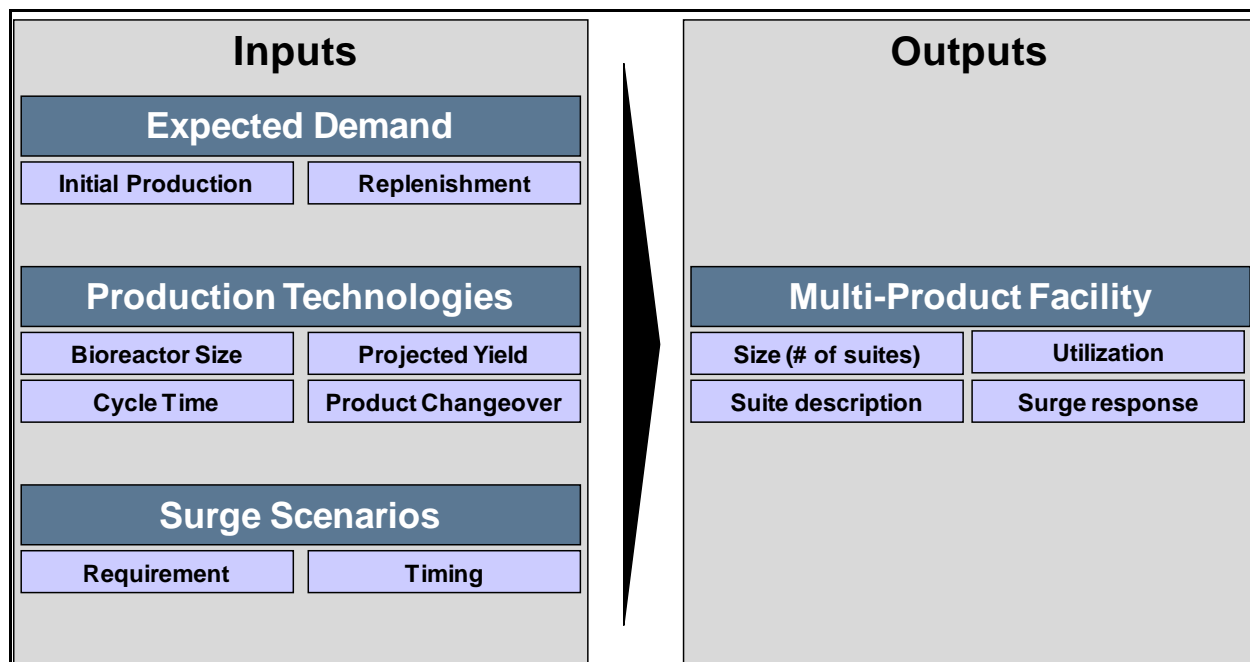 Inputs
Expected Demand
Initial Production
Replenishment
Production Technologies
Bioreactor Size
Projected Yield
Cycle Time
Product Changeover
Surge Scenarios
Requirement
Timing
Outputs
Multi-Product Facility
Size (# of suites)
Utilization
Suite description
Surge response